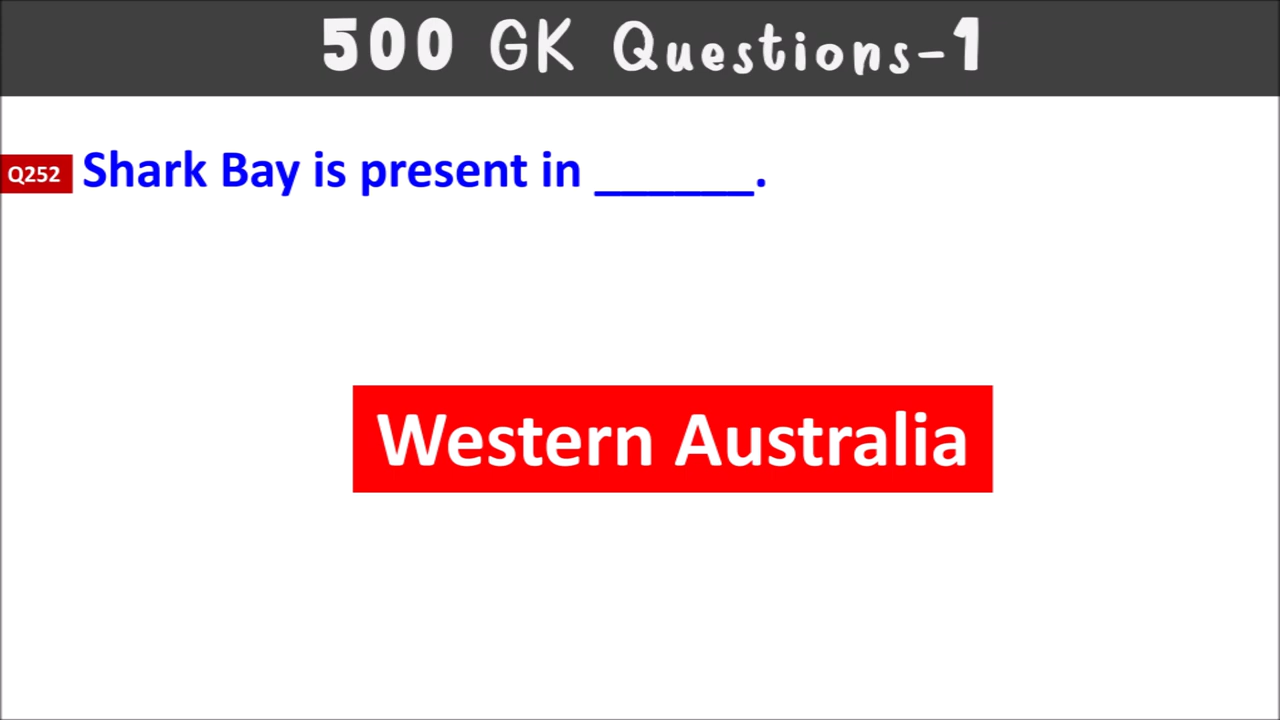 500 GK Questions-1
Q252 Shark Bay is present in ______.
Western Australia